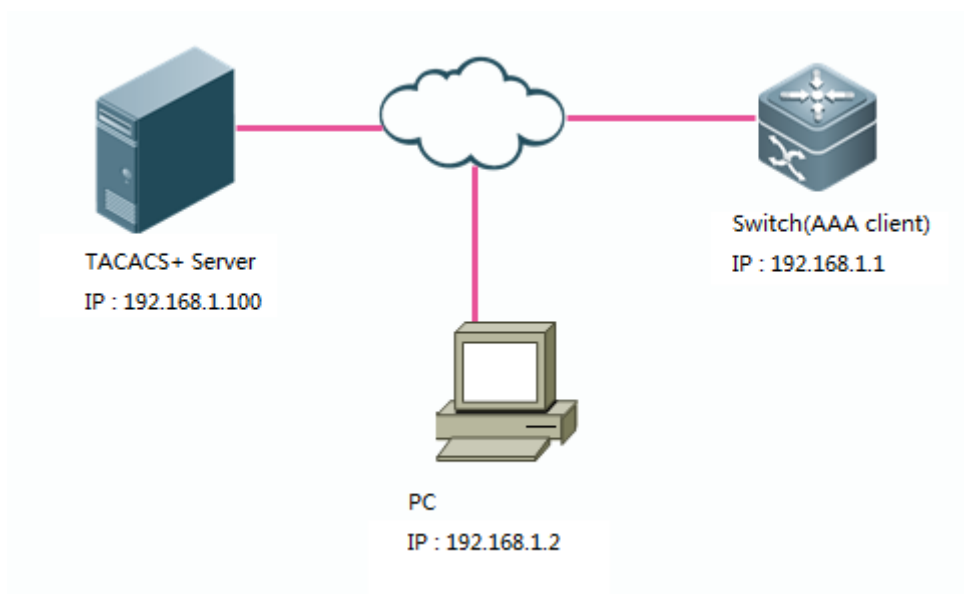 TACACS+ Server
IP : 192.168.1.100
Switch(AAA client)
IP : 192.168.1.1
PC
IP : 192.168.1.2